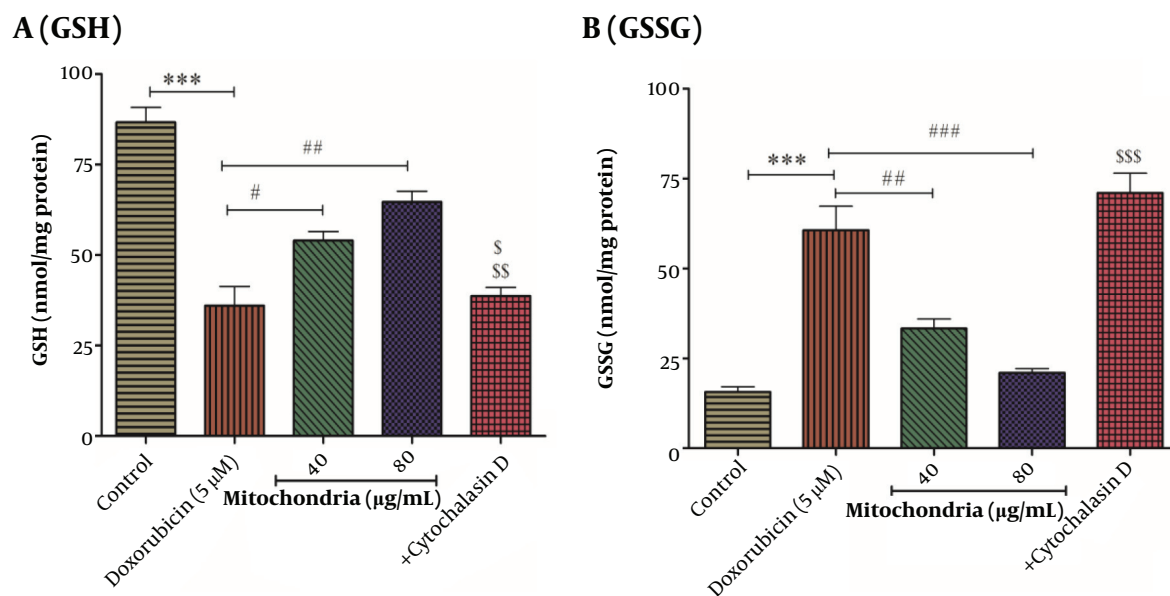 A (GSH)
GSH (nmol/mg protein)
100
75
50
25
0
***
##
#
$
$$
Control
Doxorubicin (5 µM)
40
80
Mitochondria (µg/mL)
+Cytochalasin D
B (GSSG)
GSSG (nmol/mg protein)
100
75
50
25
0
***
###
##
$$$
Control
Doxorubicin (5 µM)
40
80
Mitochondria (µg/mL)
+Cytochalasin D